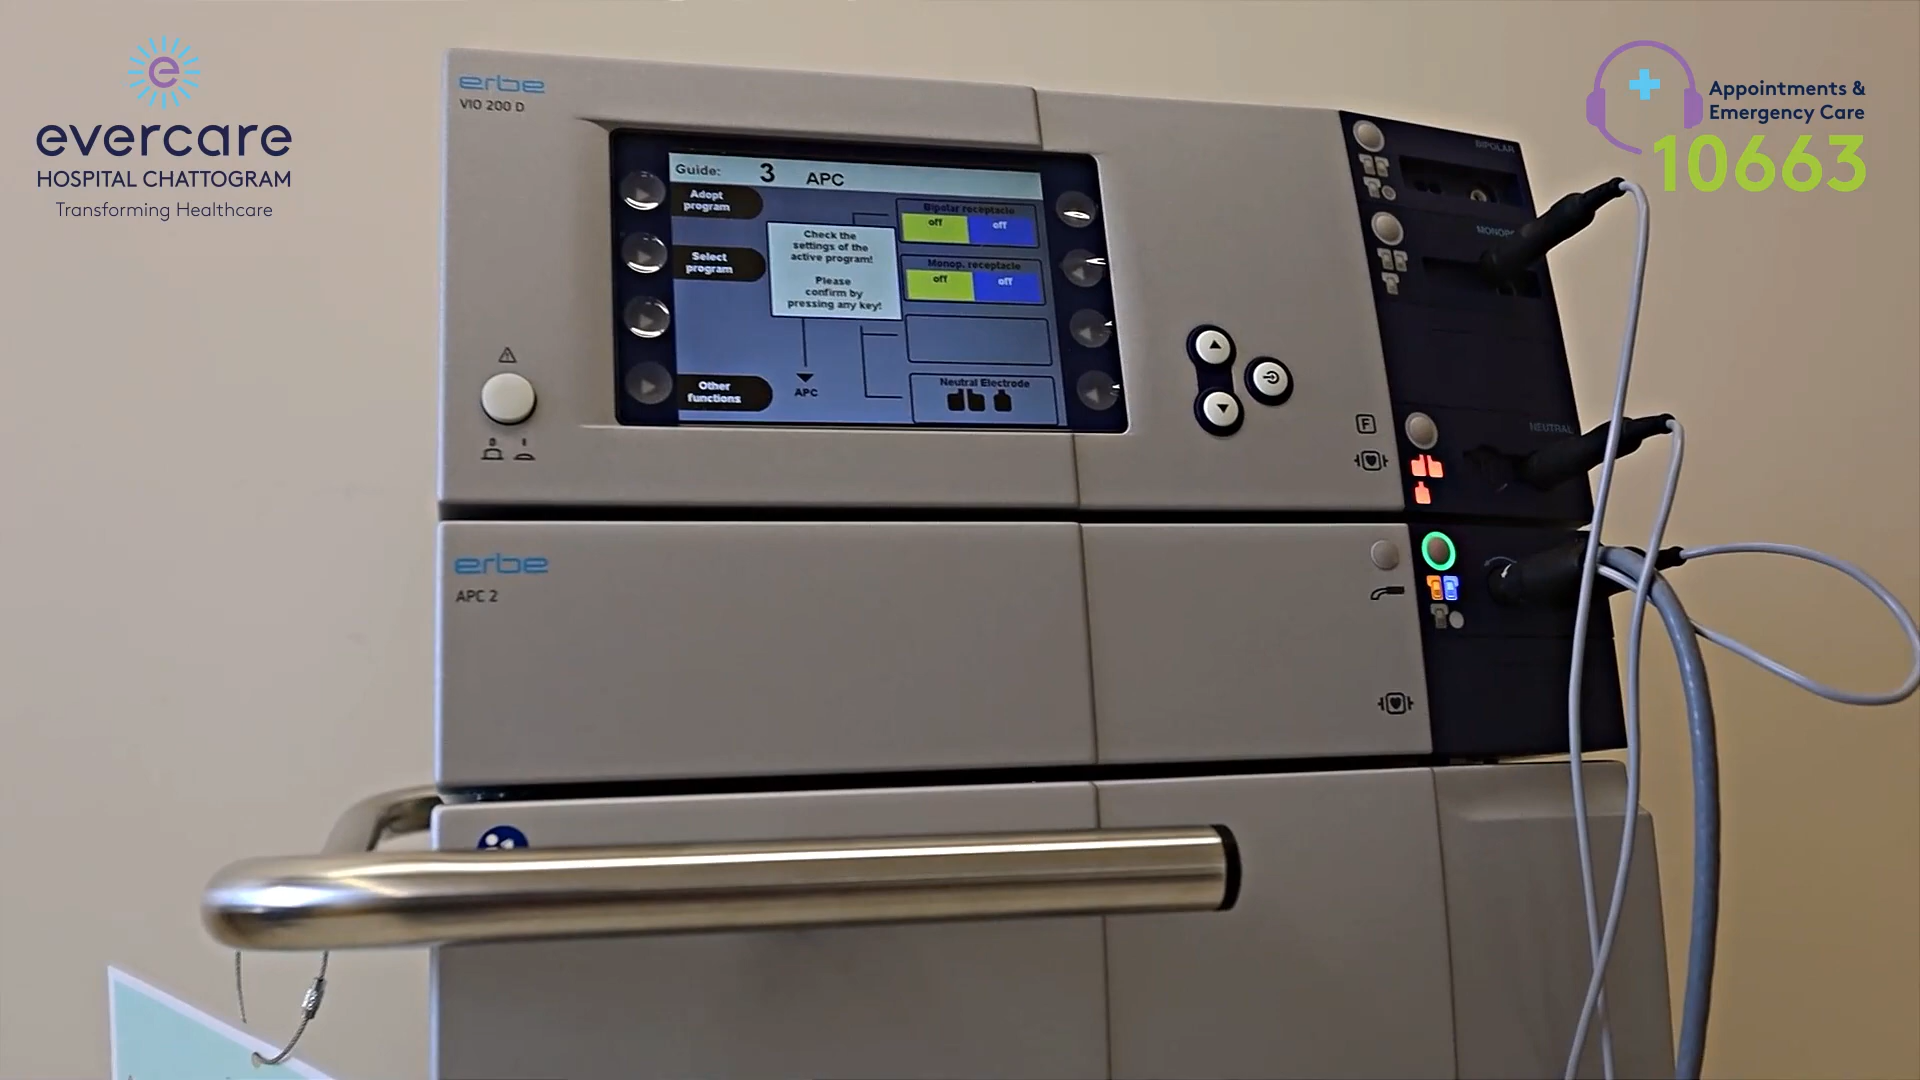 evercare
HOSPITAL CHATTOGRAM
Transforming Healthcare
Appointments &
Emergency Care
10663
erbe
VIO 200 D
Guide: 3 APC
Adopt
program
Select
program
Other
functions
Check the
settings of the
active program!
Please
confirm by
pressing any key!
APC
Bipolar receptacle
off off
Monop. receptacle
off off
Neutral Electrode
BIPOLAR
NEUTRAL
F
erbe
APC 2